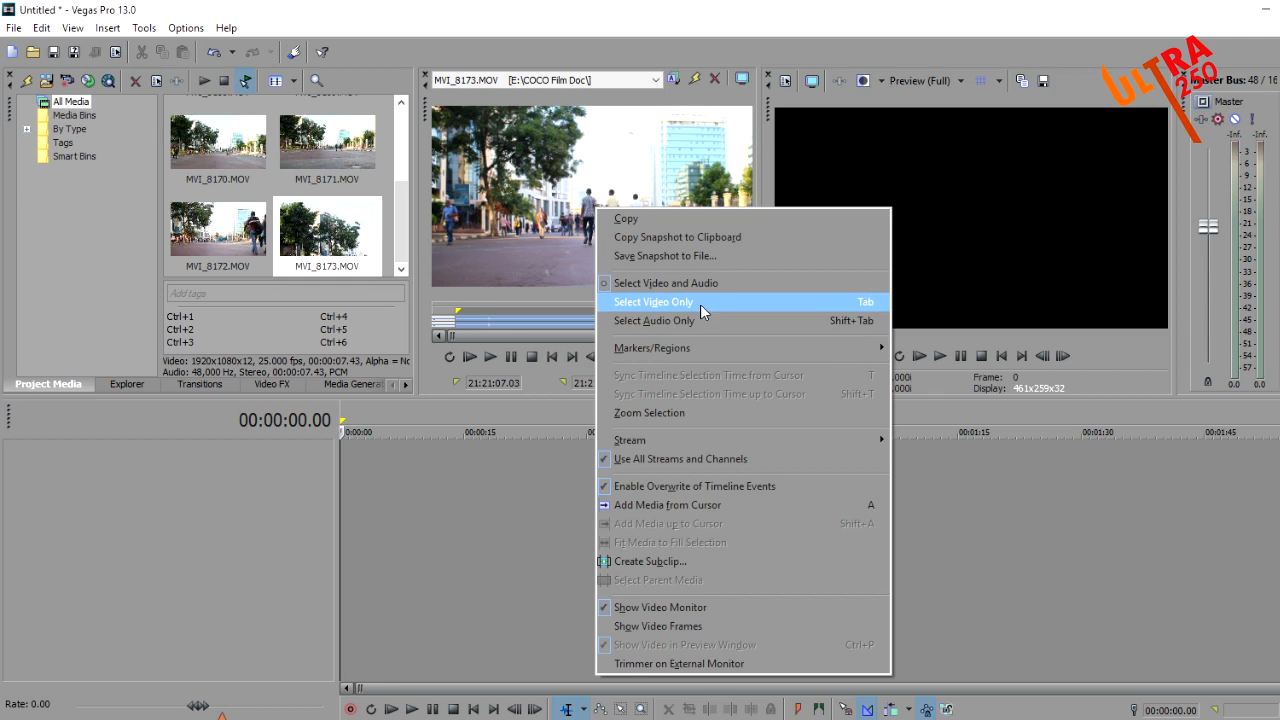 Untitled * - Vegas Pro 13.0
File Edit View Insert Tools Options Help
MVI_8173.MOV [E:\COCO Film Doc\]
Preview (Full)
ULTRA
250
Master Bus: 48 / 16
Master
All Media
Media Bins
By Type
Tags
Smart Bins
MVI_8170.MOV
MVI_8171.MOV
MVI_8172.MOV
MVI_8173.MOV
Add tags
Ctrl+1 Ctrl+4
Ctrl+2 Ctrl+5
Ctrl+3 Ctrl+6
Video: 1920x1080x12, 25.000 fps, 00:00:07.43, Alpha = No
Audio: 48,000 Hz, Stereo, 00:00:07.43, PCM
Project Media Explorer Transitions Video FX Media Genera
21:21:07.03
21:2
Copy
Copy Snapshot to Clipboard
Save Snapshot to File...
Select Video and Audio
Select Video Only Tab
Select Audio Only Shift+Tab
Markers/Regions
Sync Timeline Selection Time from Cursor T
Sync Timeline Selection Time up to Cursor Shift+T
Zoom Selection
Stream
Use All Streams and Channels
Enable Overwrite of Timeline Events
Add Media from Cursor A
Add Media up to Cursor Shift+A
Fit Media to Fill Selection
Create Subclip...
Select Parent Media
Show Video Monitor
Show Video Frames
Show Video in Preview Window Ctrl+P
Trimmer on External Monitor
000i Frame: 0
000i Display: 461x259x32
-Inf. -Inf.
-3-
-6-
-9-
-12-
-15-
-18-
-21-
-24-
-27-
-30-
-33-
-36-
-39-
-42-
-45-
-48-
-51-
-54-
-57-
0.0 0.0
00:00:00.00
0:00:00 00:00:15 00:01:15 00:01:30 00:01:45
Rate: 0.00
00:00:00.00